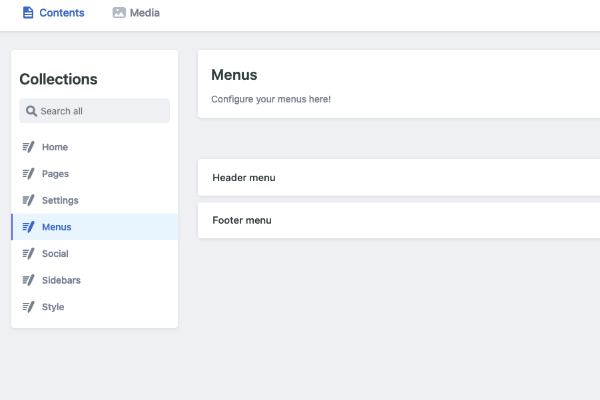 Contents
Media
Collections
Search all
Home
Pages
Settings
Menus
Social
Sidebars
Style
Menus
Configure your menus here!
Header menu
Footer menu